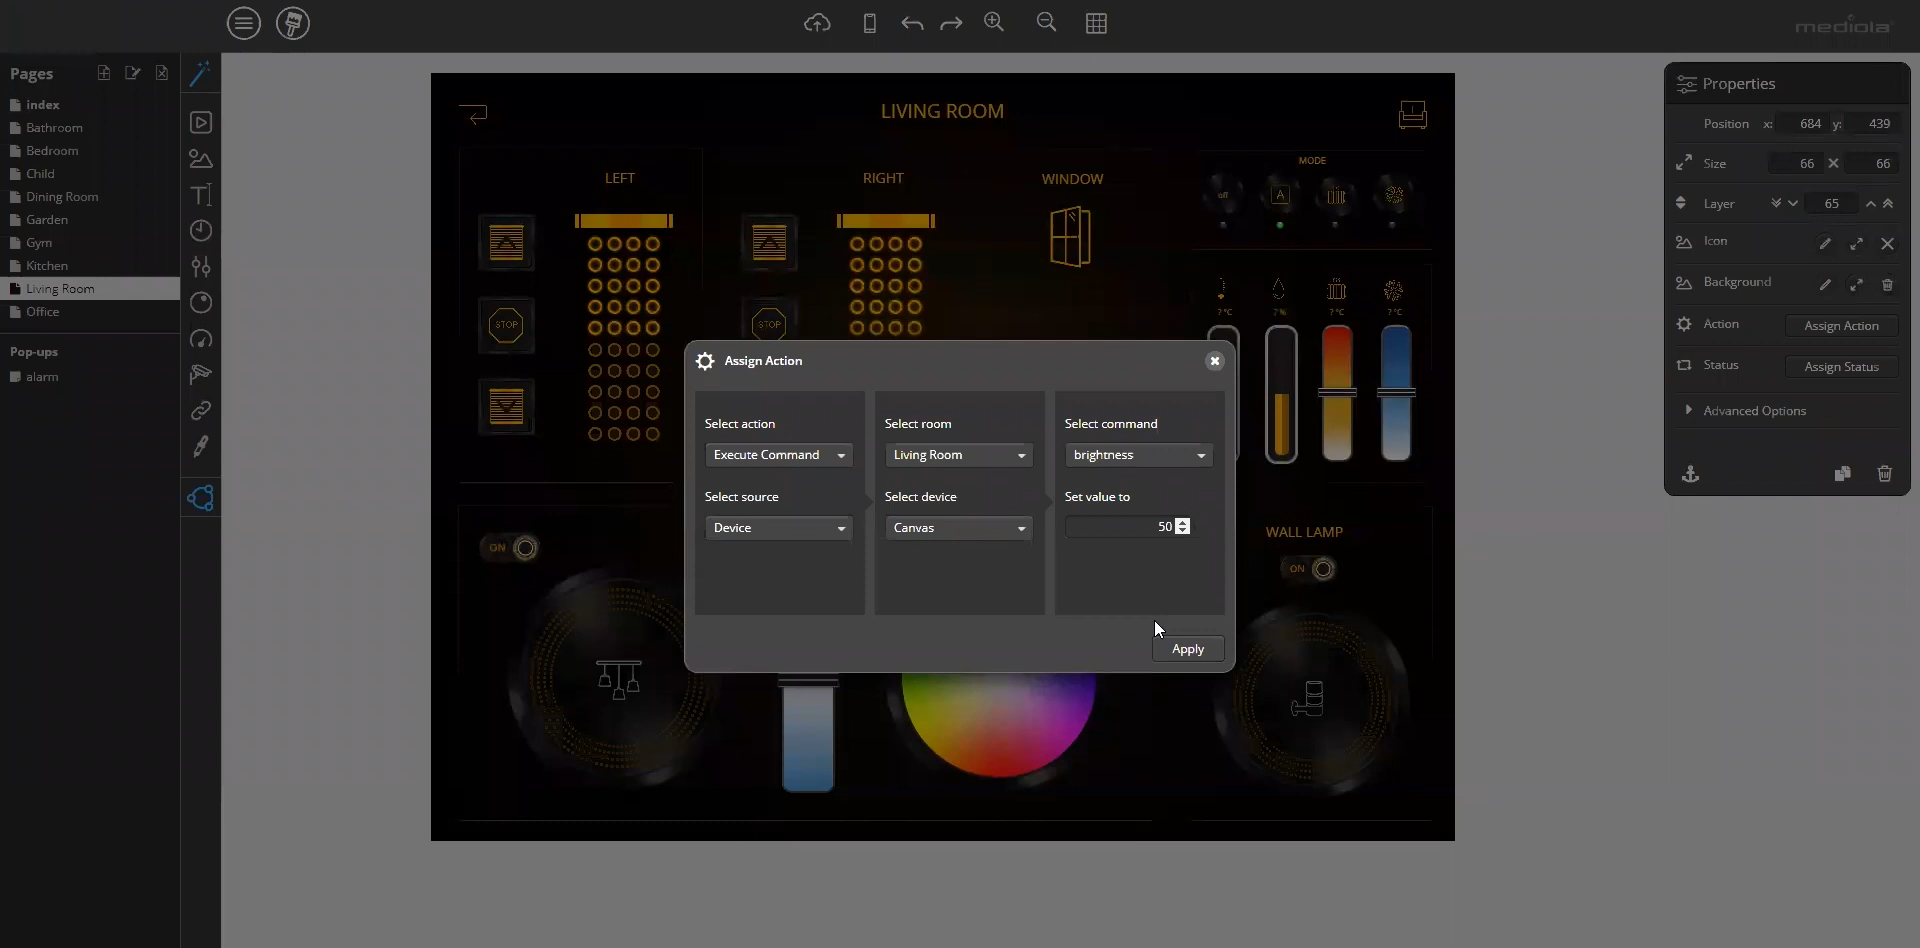 mediola
Pages
index
Bathroom
Bedroom
Child
Dining Room
Garden
Gym
Kitchen
Living Room
Office
Pop-ups
alarm
LIVING ROOM
LEFT
RIGHT
WINDOW
MODE
off
A
STOP
STOP
? °C
? %
? °C
? °C
ON
WALL LAMP
ON
Assign Action
Select action
Execute Command
Select source
Device
Select room
Living Room
Select device
Canvas
Select command
brightness
Set value to
50
Apply
Properties
Position x: 684 y: 439
Size 66 X 66
Layer 65
Icon
Background
Action Assign Action
Status Assign Status
Advanced Options